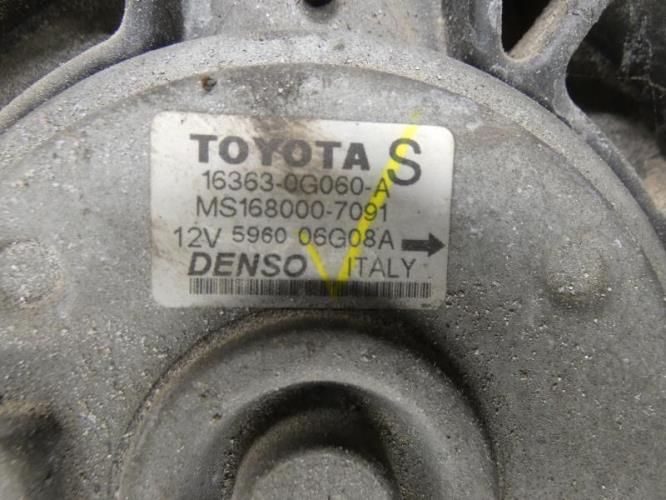 TOYOTA S
16363-0G060-A
MS168000-7091
12V 5960 06G08A
DENSO ITALY